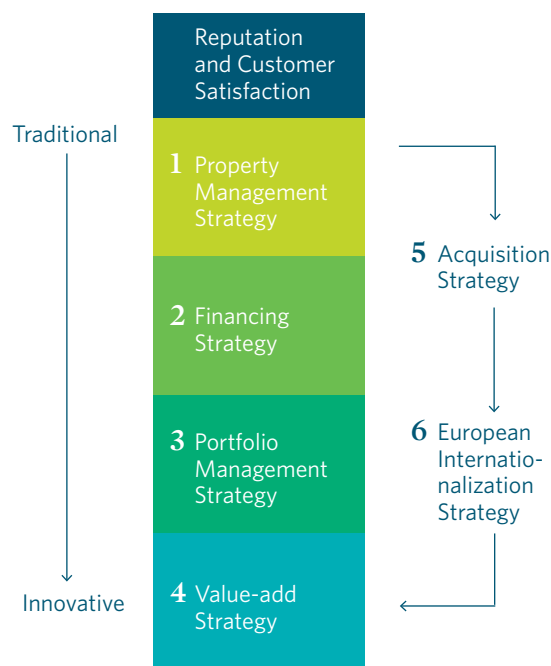 Reputation
and Customer
Satisfaction
Traditional
1 Property
Management
Strategy
2 Financing
Strategy
3 Portfolio
Management
Strategy
Innovative
4 Value-add
Strategy
5 Acquisition
Strategy
6 European
Internatio-
nalization
Strategy